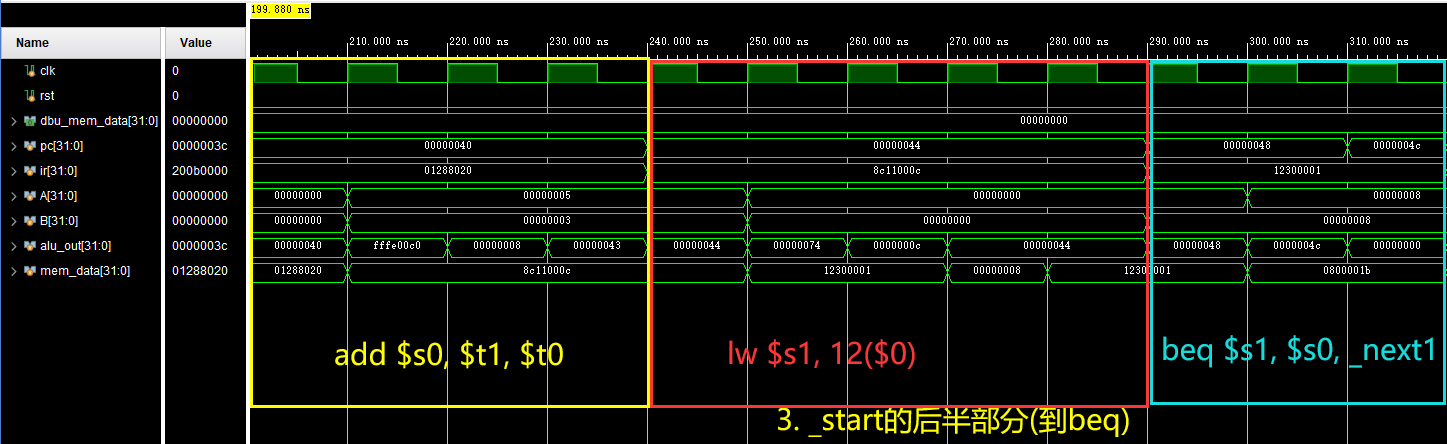 199.880 ns
Name Value
210.000 ns 220.000 ns 230.000 ns 240.000 ns 250.000 ns 260.000 ns 270.000 ns 280.000 ns 290.000 ns 300.000 ns 310.000 ns
clk 0
rst 0
dbu_mem_data[31:0] 00000000 00000000
pc[31:0] 0000003c 00000040 00000044 00000048 0000004c
ir[31:0] 200b0000 01288020 8c11000c 12300001
A[31:0] 00000000 00000000 00000005 00000000 00000008
B[31:0] 00000000 00000000 00000003 00000000 00000008
alu_out[31:0] 0000003c 00000040 fffe00c0 00000008 00000043 00000044 00000074 0000000c 00000044 00000048 0000004c 00000000
mem_data[31:0] 01288020 01288020 8c11000c 12300001 00000008 12300001 0800001b
add $s0, $t1, $t0
lw $s1, 12($0)
beq $s1, $s0, _next1
3. _start的后半部分(到beq)